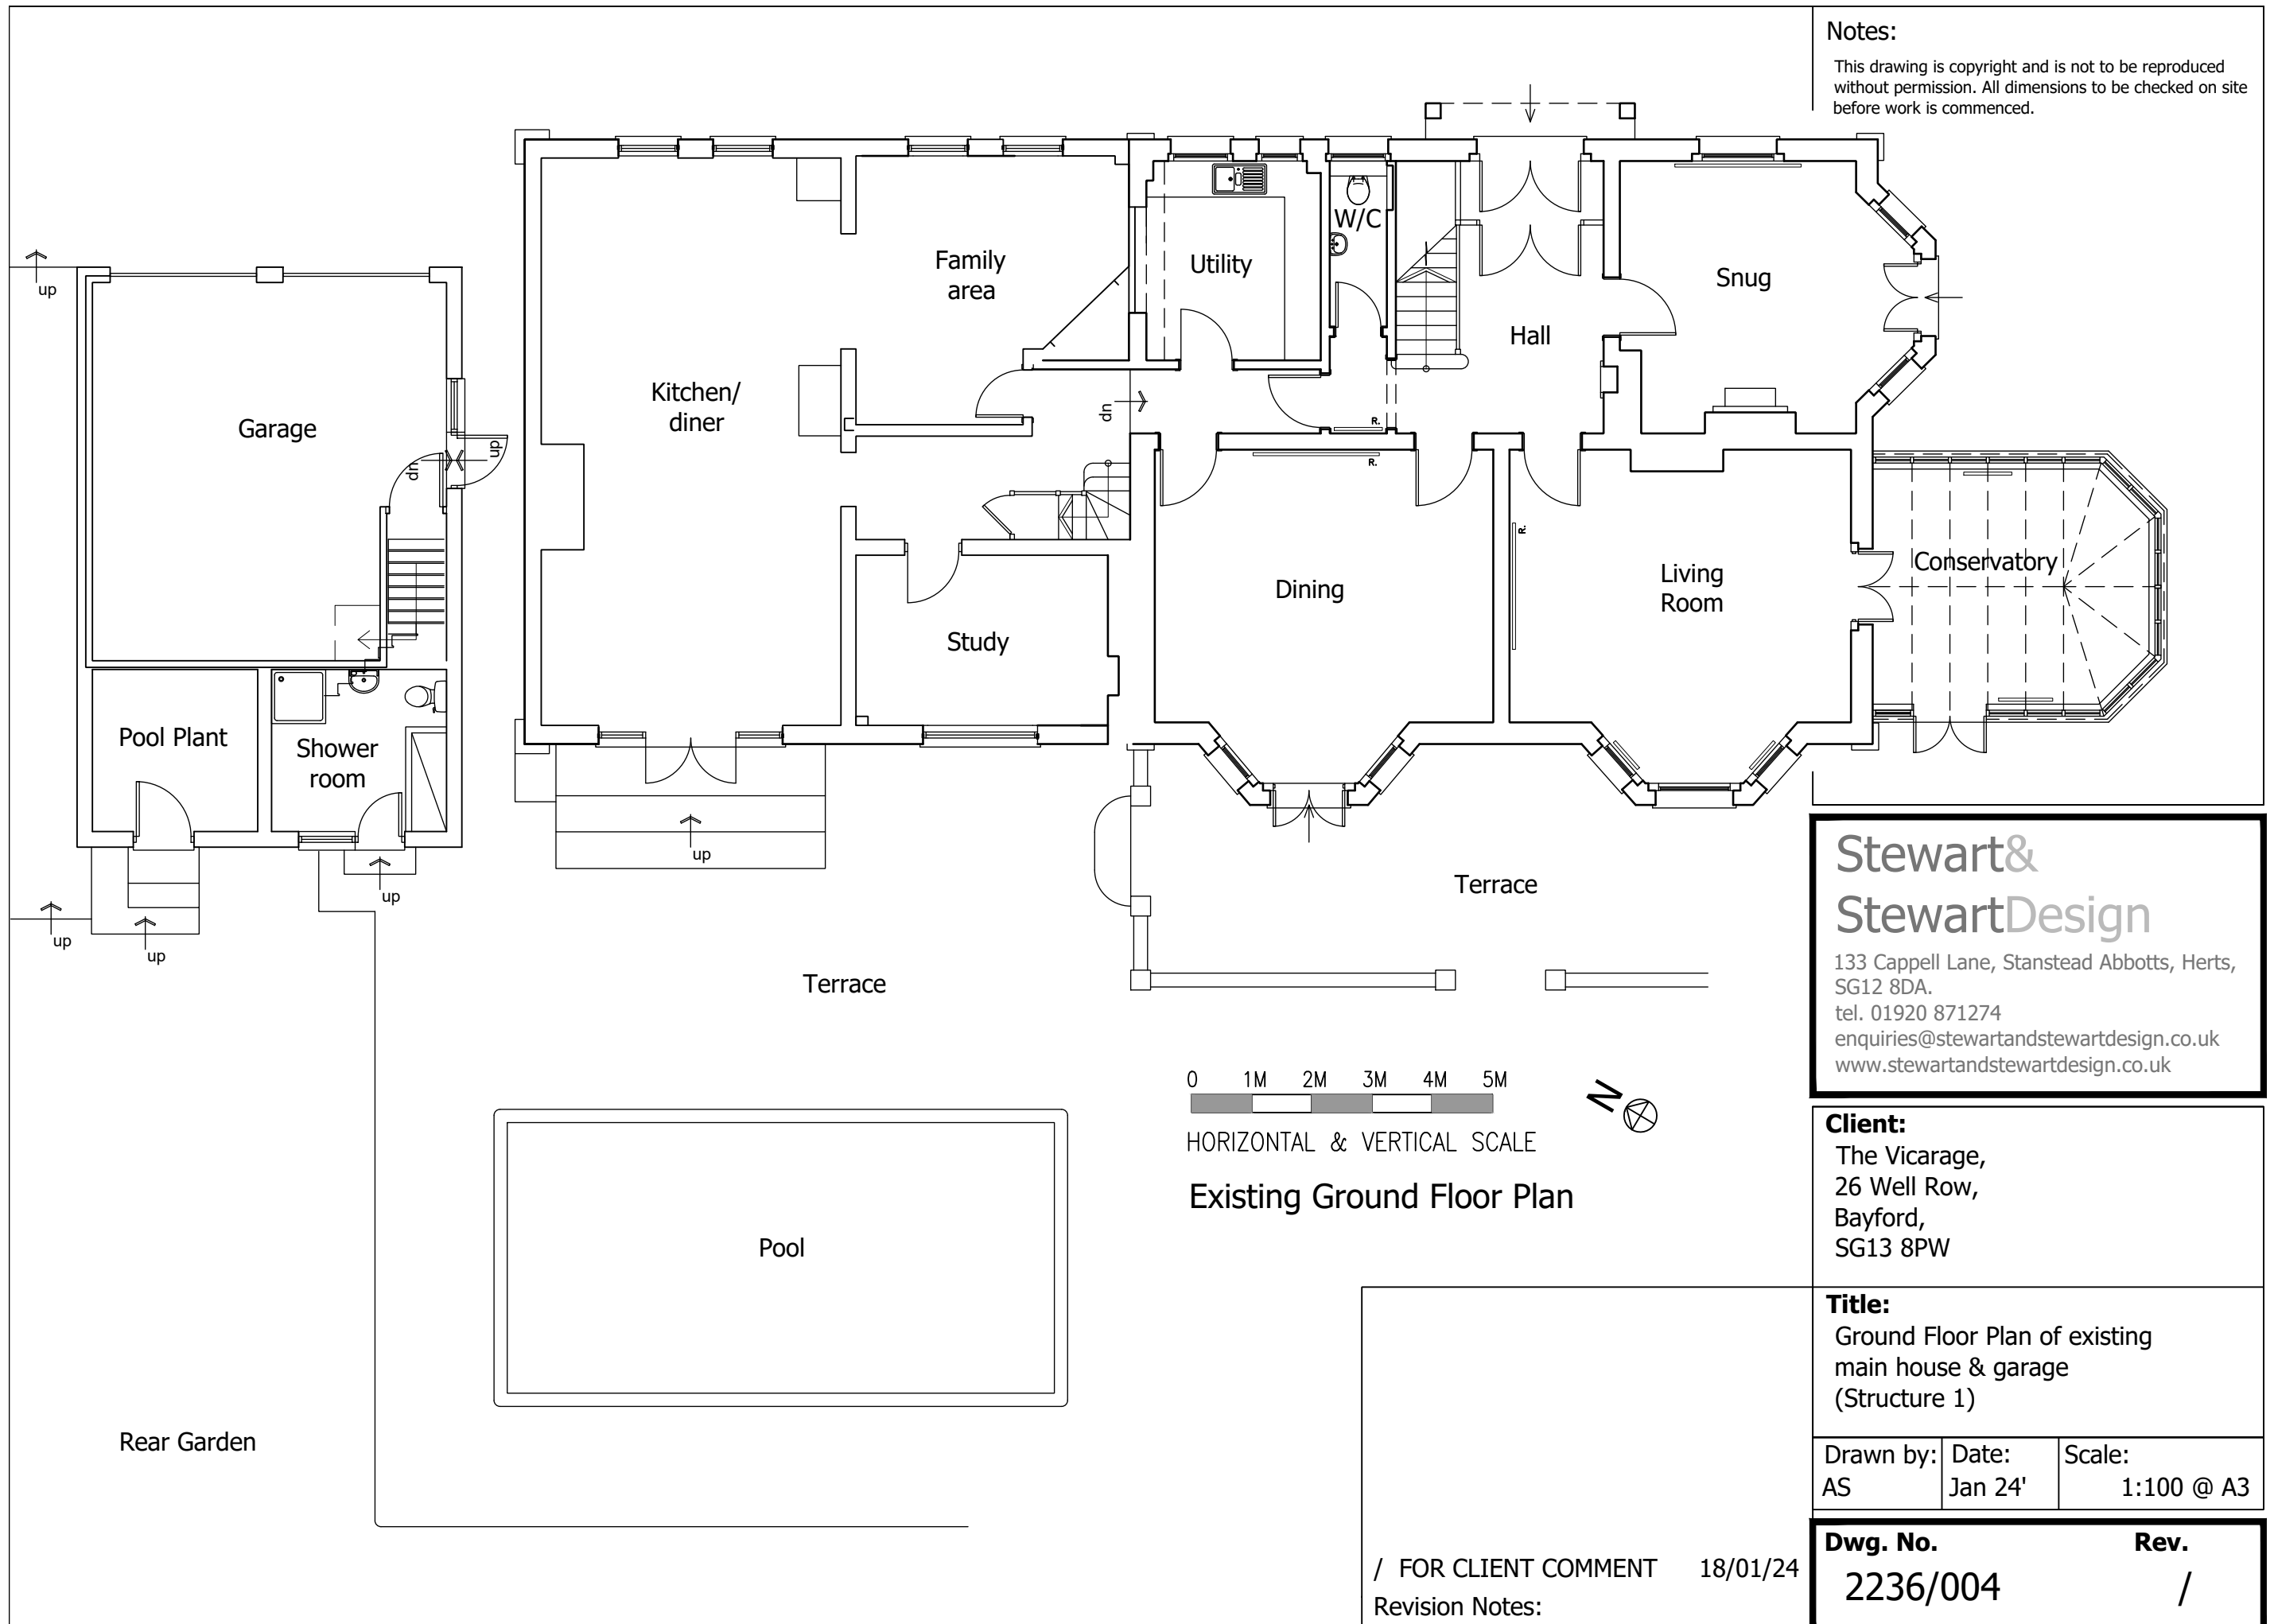 Notes:
This drawing is copyright and is not to be reproduced
without permission. All dimensions to be checked on site
before work is commenced.
up
Garage
dn
up
Pool Plant
Shower
room
up
up
up
Kitchen/
diner
Family
area
Utility
W/C
Hall
Snug
dn
R.
R.
R.
Study
Dining
Living
Room
Conservatory
up
Terrace
Terrace
Pool
Rear Garden
0 1M 2M 3M 4M 5M
HORIZONTAL & VERTICAL SCALE
N
Existing Ground Floor Plan
Stewart&
StewartDesign
133 Cappell Lane, Stanstead Abbotts, Herts,
SG12 8DA.
tel. 01920 871274
enquiries@stewartandstewartdesign.co.uk
www.stewartandstewartdesign.co.uk
Client:
The Vicarage,
26 Well Row,
Bayford,
SG13 8PW
Title:
Ground Floor Plan of existing
main house & garage
(Structure 1)
Drawn by: Date: Scale:
AS Jan 24' 1:100 @ A3
Dwg. No. Rev.
2236/004 /
/ FOR CLIENT COMMENT 18/01/24
Revision Notes: